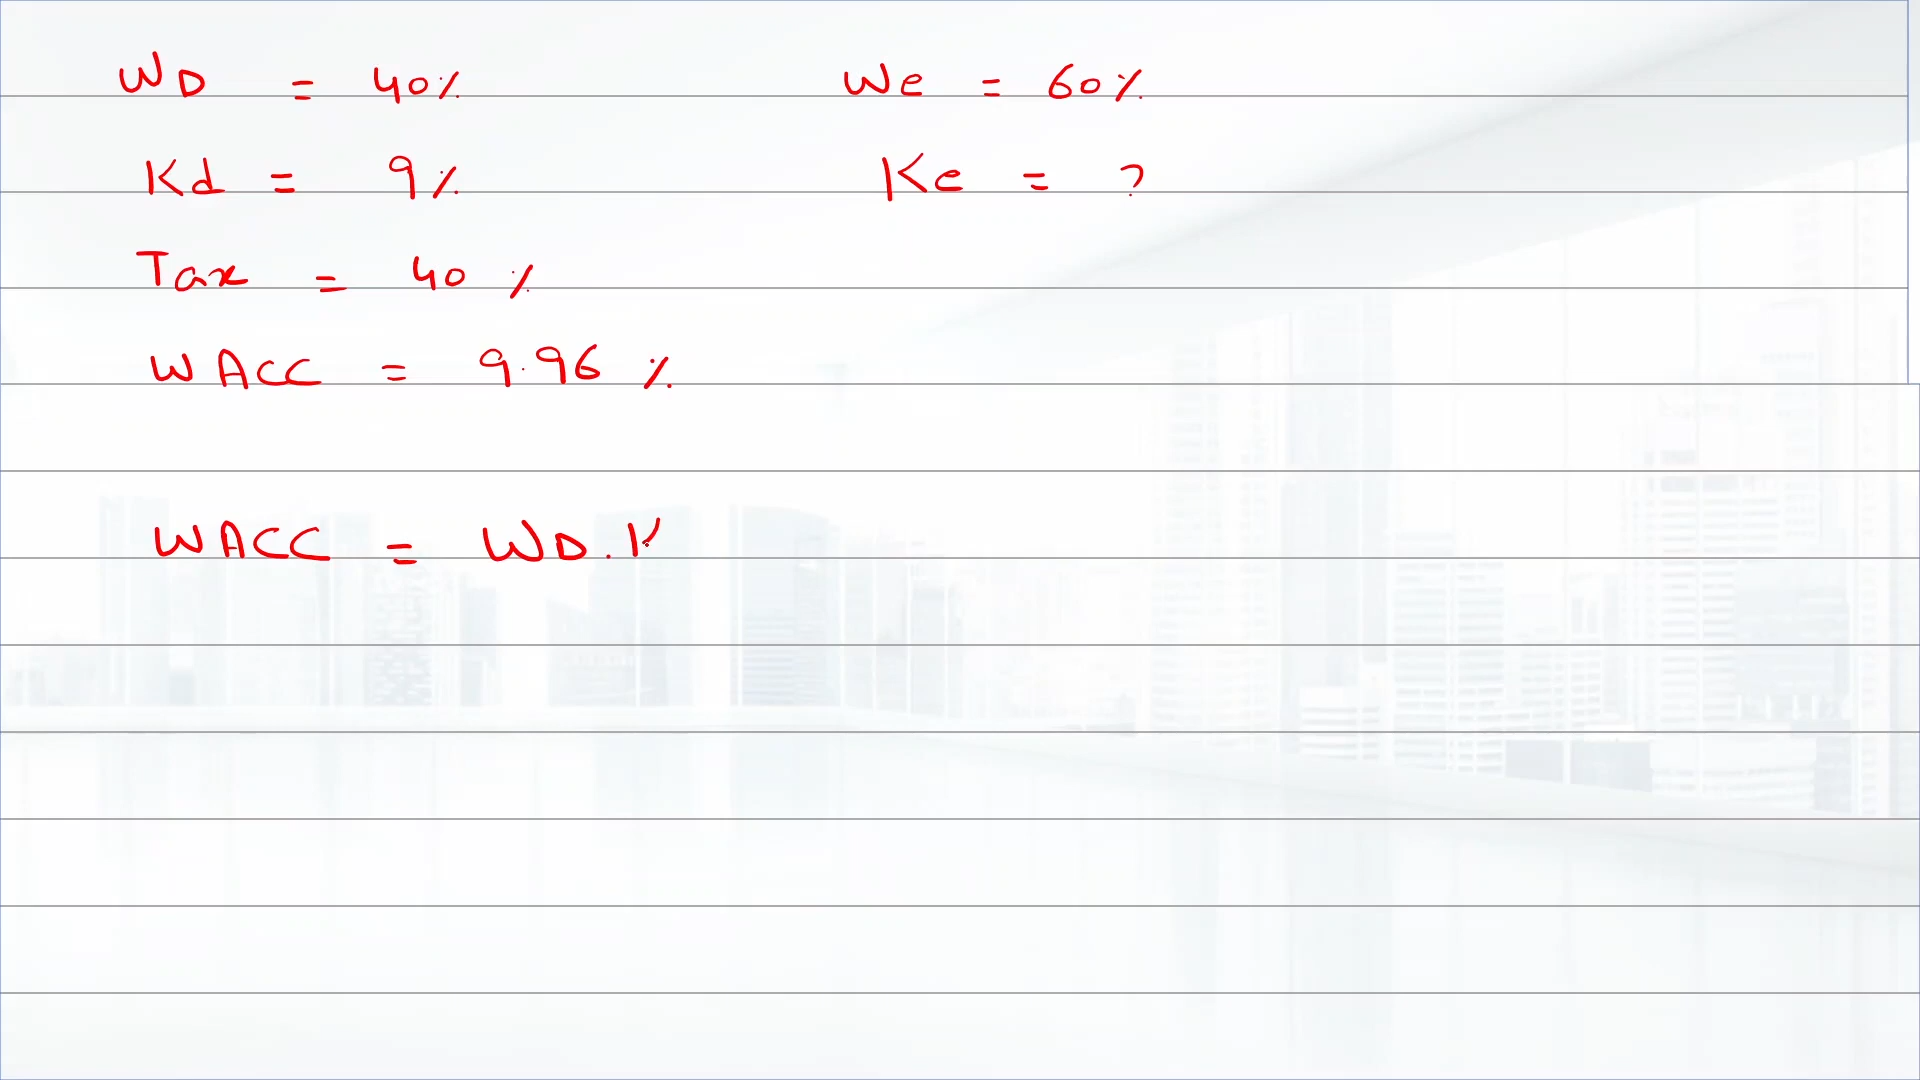 WD = 40% We = 60%
Kd = 9% Ke = ?
Tax = 40 %
WACC = 9.96 %
WACC = WD.K